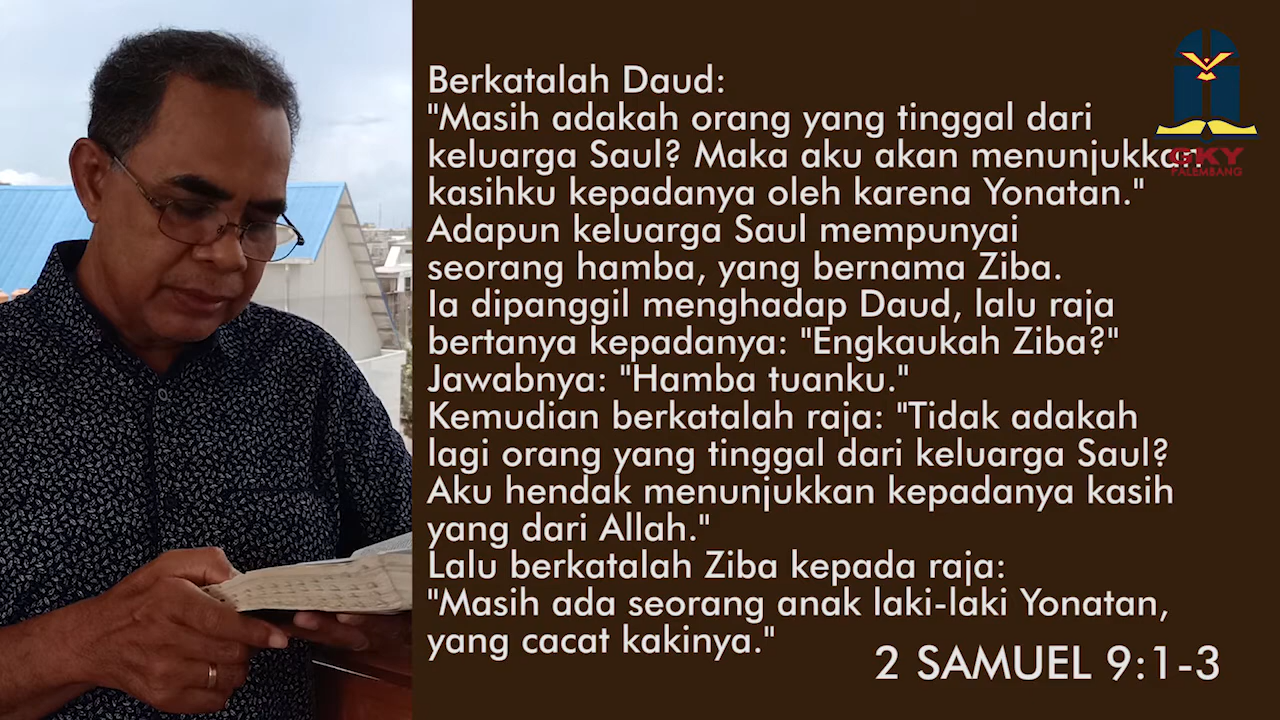 Berkatalah Daud:
"Masih adakah orang yang tinggal dari
keluarga Saul? Maka aku akan menunjukkan
kasihku kepadanya oleh karena Yonatan."
Adapun keluarga Saul mempunyai
seorang hamba, yang bernama Ziba.
Ia dipanggil menghadap Daud, lalu raja
bertanya kepadanya: "Engkaukah Ziba?"
Jawabnya: "Hamba tuanku."
Kemudian berkatalah raja: "Tidak adakah
lagi orang yang tinggal dari keluarga Saul?
Aku hendak menunjukkan kepadanya kasih
yang dari Allah."
Lalu berkatalah Ziba kepada raja:
"Masih ada seorang anak laki-laki Yonatan,
yang cacat kakinya."
2 SAMUEL 9:1-3
GKY
PALEMBANG